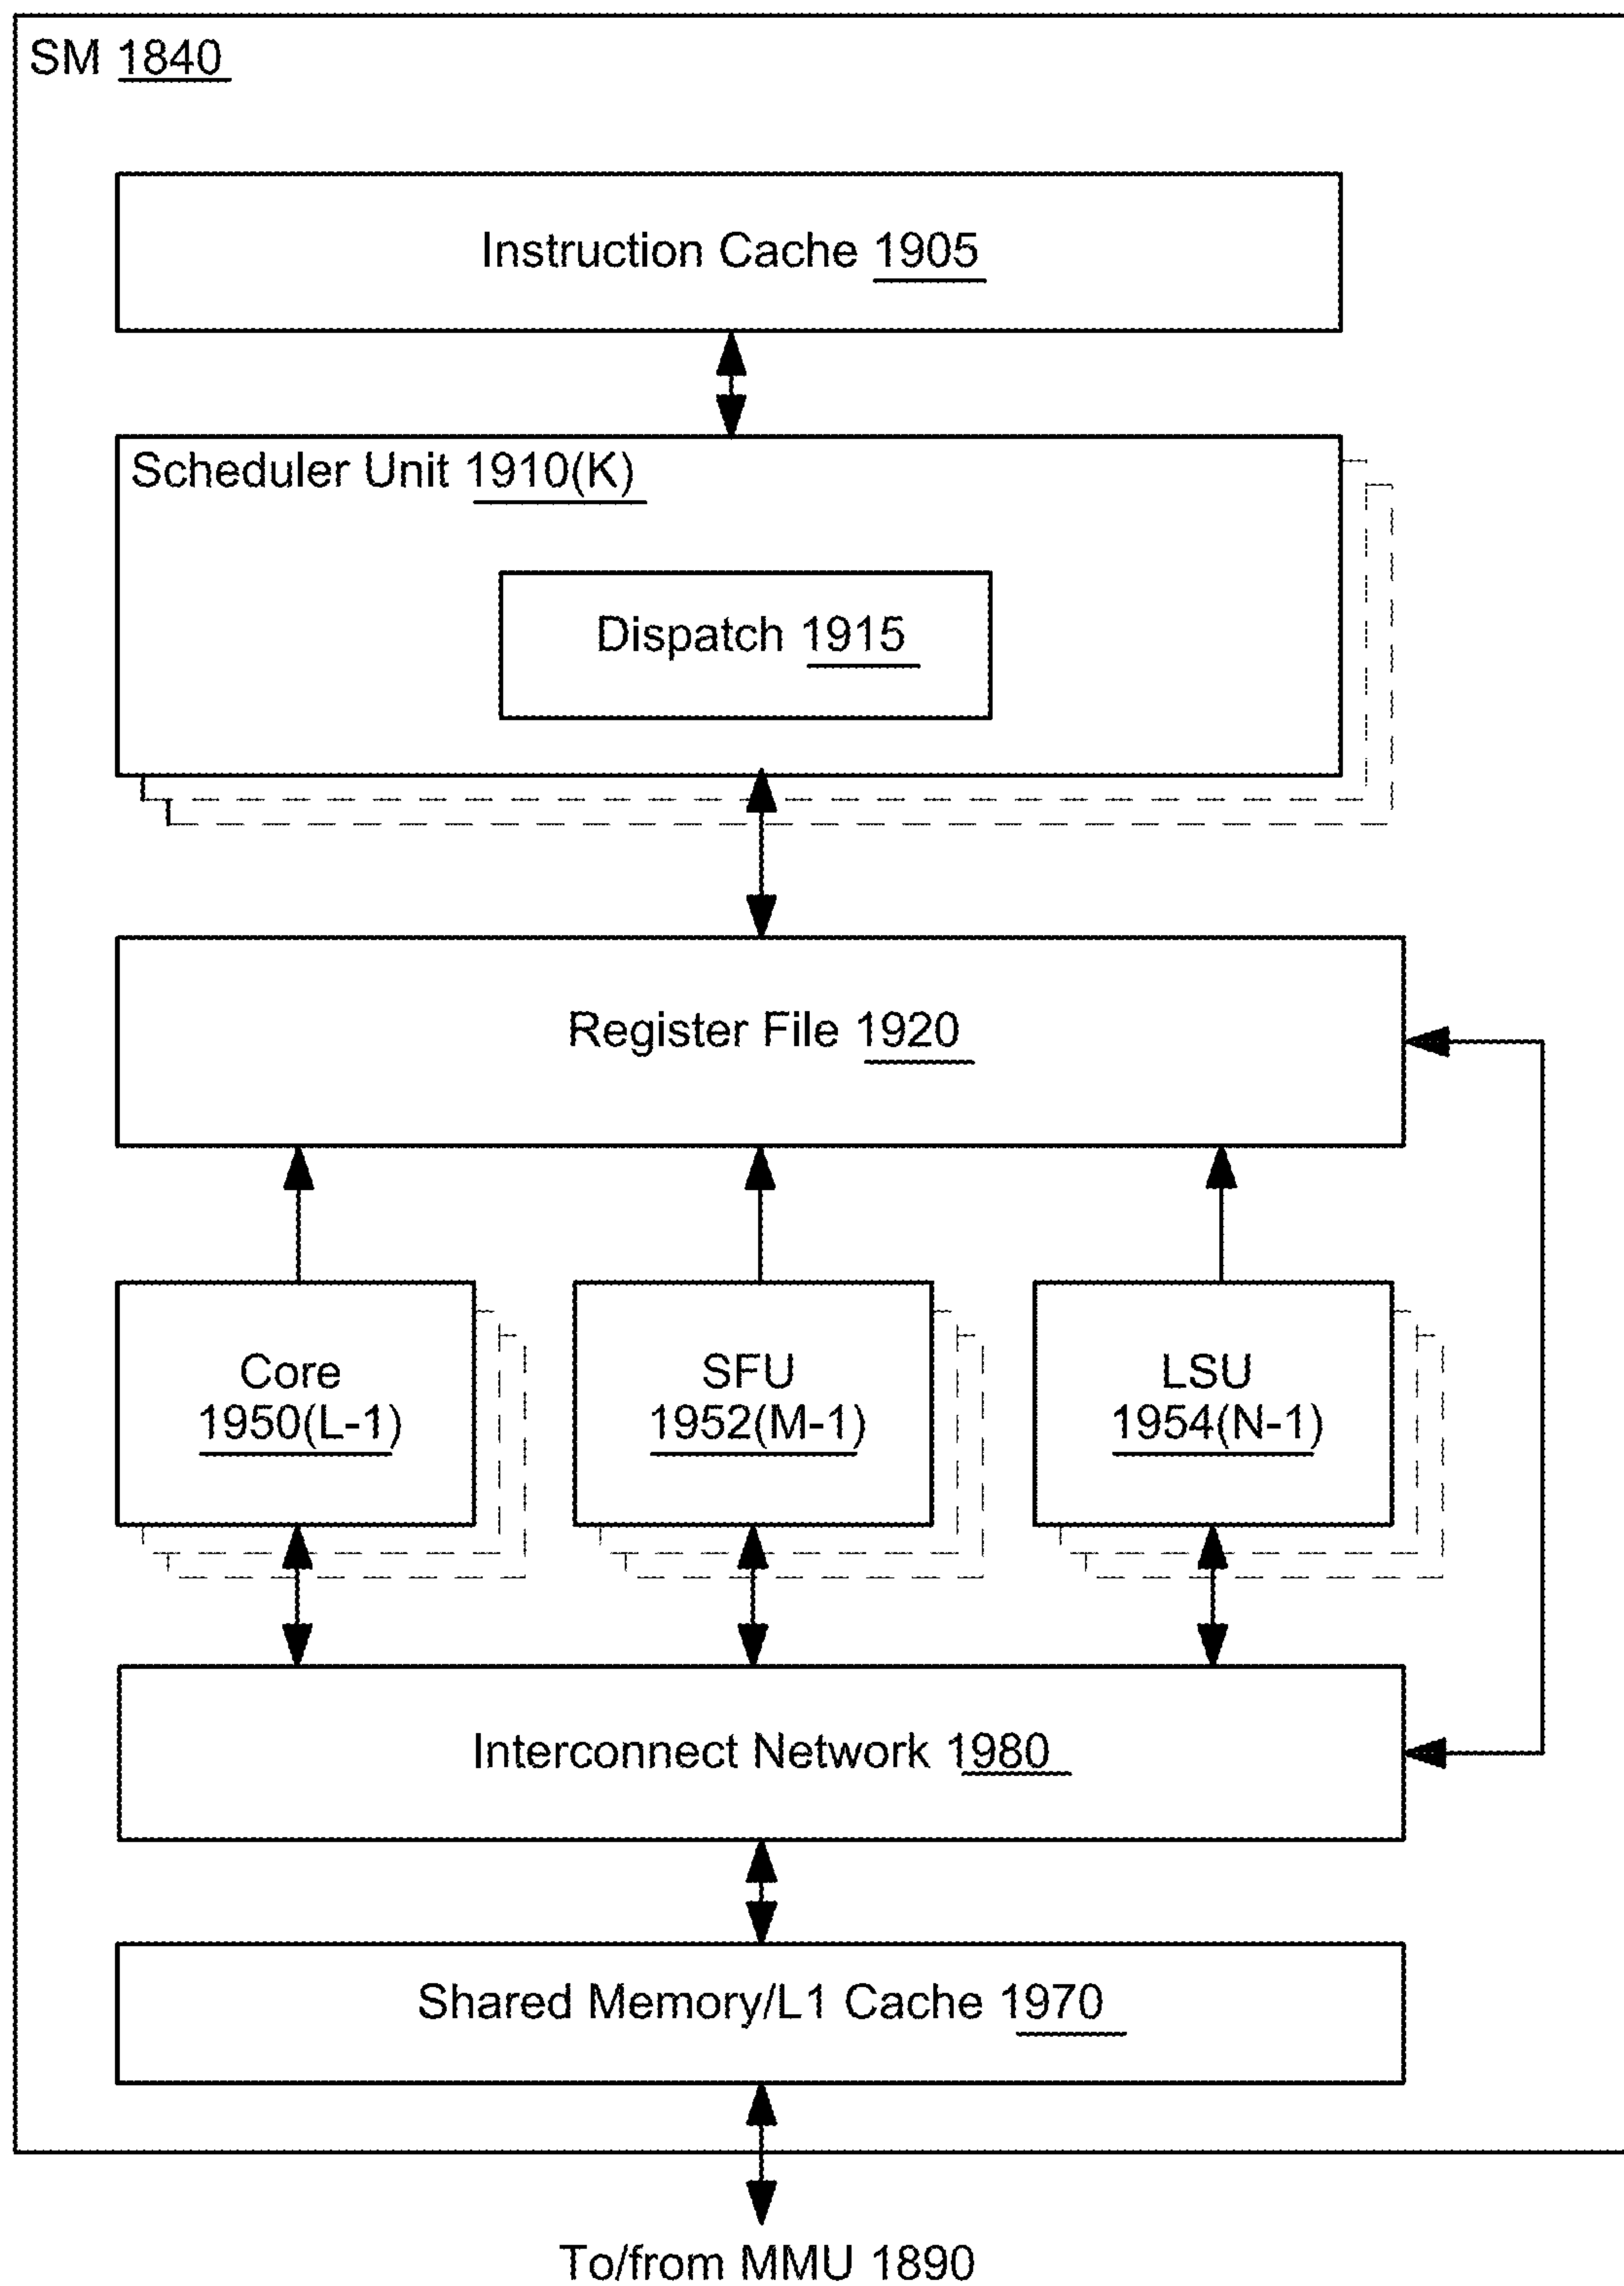 SM 1840
Instruction Cache 1905
Scheduler Unit 1910(K)
Dispatch 1915
Register File 1920
Core
1950(L-1)
SFU
1952(M-1)
LSU
1954(N-1)
Interconnect Network 1980
Shared Memory/L1 Cache 1970
To/from MMU 1890